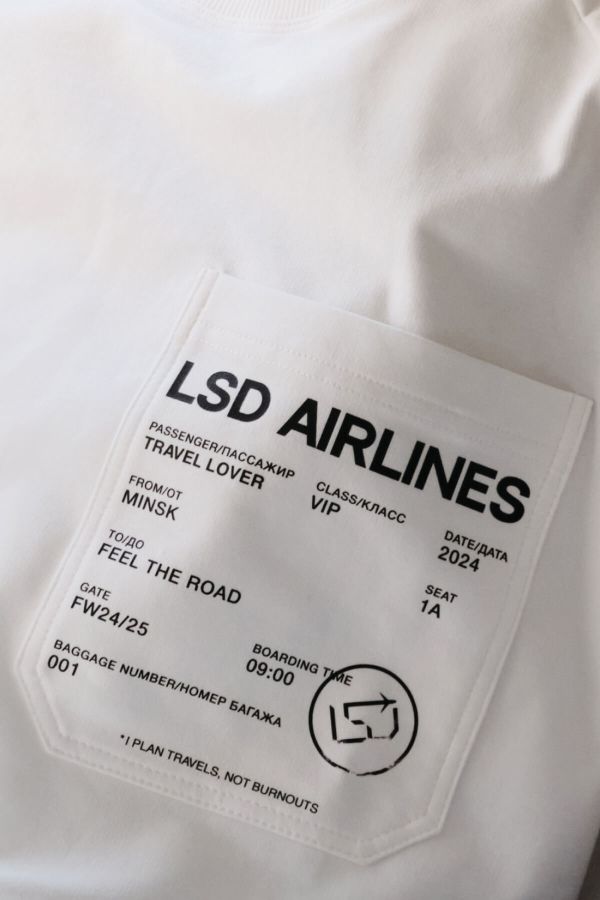 LSD AIRLINES
PASSENGER/ПАССАЖИР
TRAVEL LOVER
CLASS/КЛАСС
VIP
DATE/ДАТА
2024
FROM/ОТ
MINSK
TO/ДО
FEEL THE ROAD
SEAT
1A
GATE
FW24/25
BOARDING TIME
09:00
BAGGAGE NUMBER/НОМЕР БАГАЖА
001
LSD
*I PLAN TRAVELS, NOT BURNOUTS